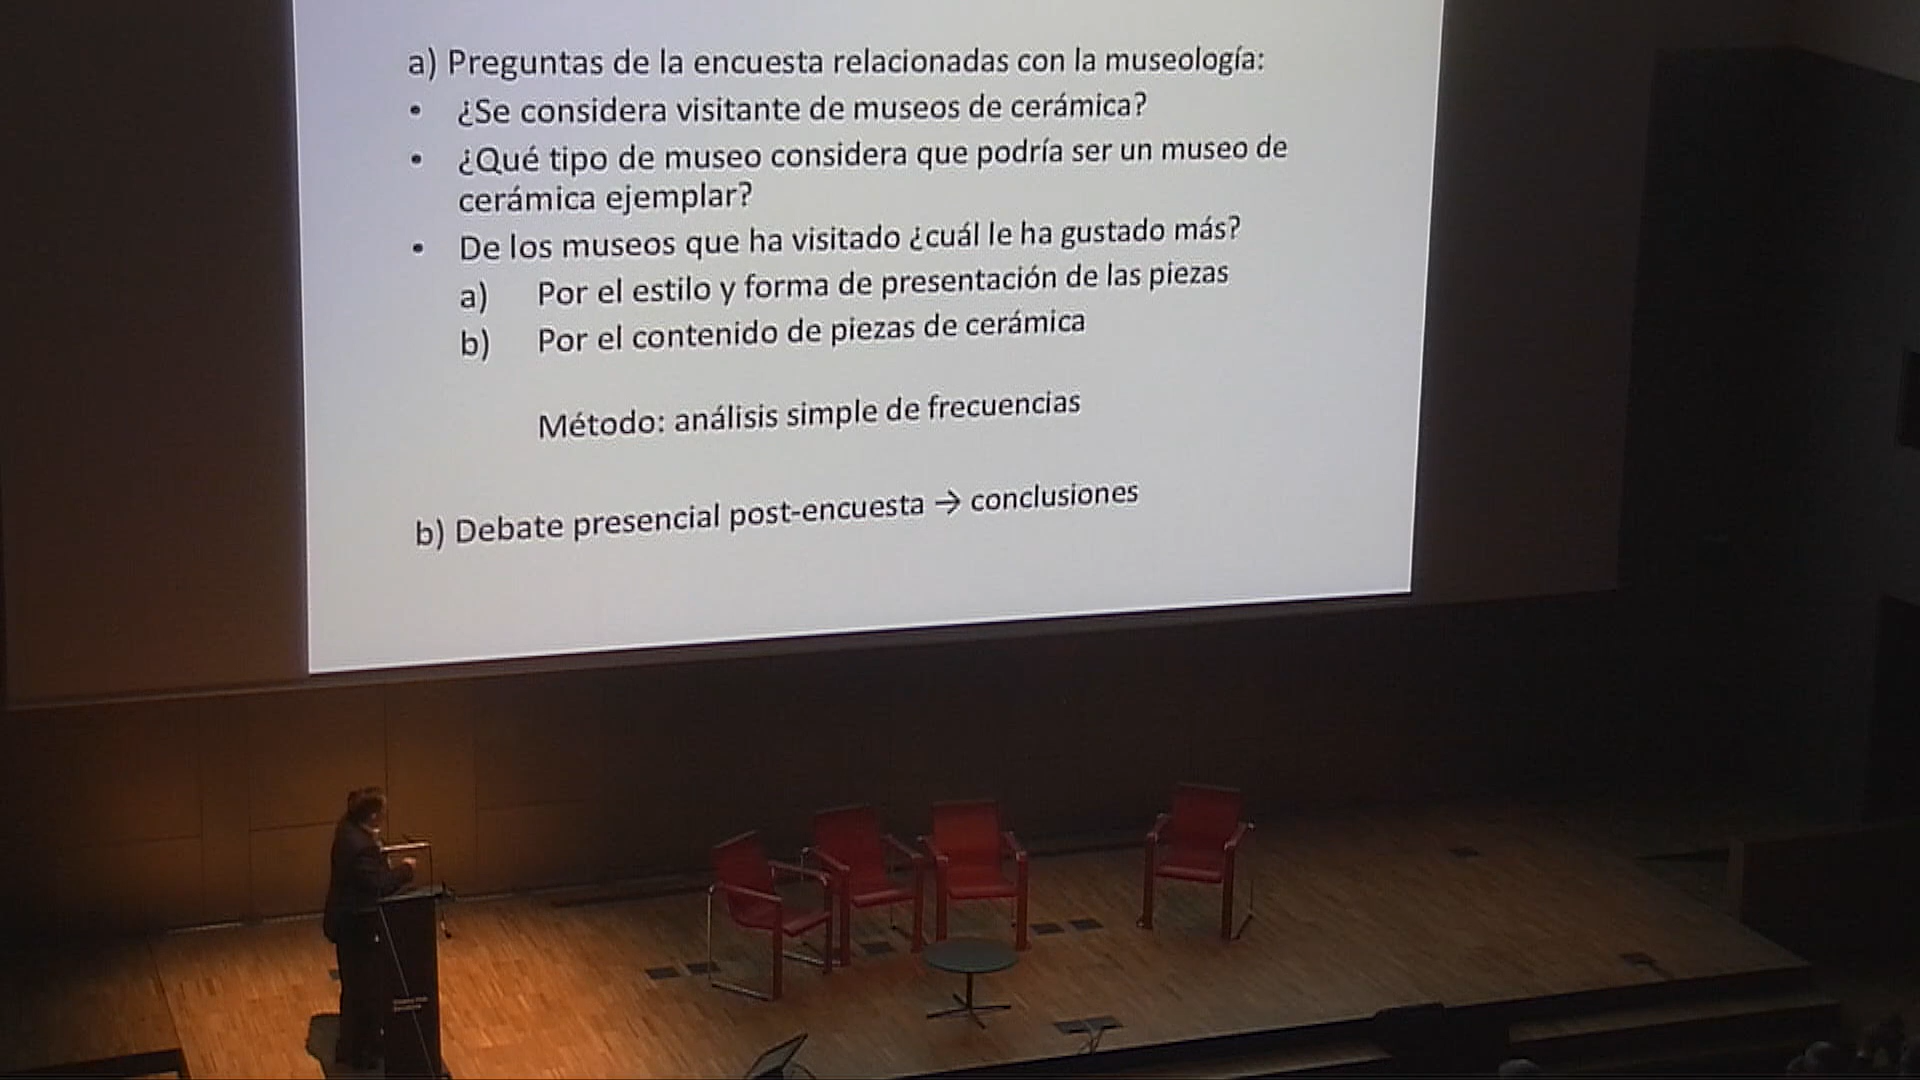 a) Preguntas de la encuesta relacionadas con la museología:
• ¿Se considera visitante de museos de cerámica?
• ¿Qué tipo de museo considera que podría ser un museo de
cerámica ejemplar?
• De los museos que ha visitado ¿cuál le ha gustado más?
a) Por el estilo y forma de presentación de las piezas
b) Por el contenido de piezas de cerámica
Método: análisis simple de frecuencias
b) Debate presencial post-encuesta → conclusiones